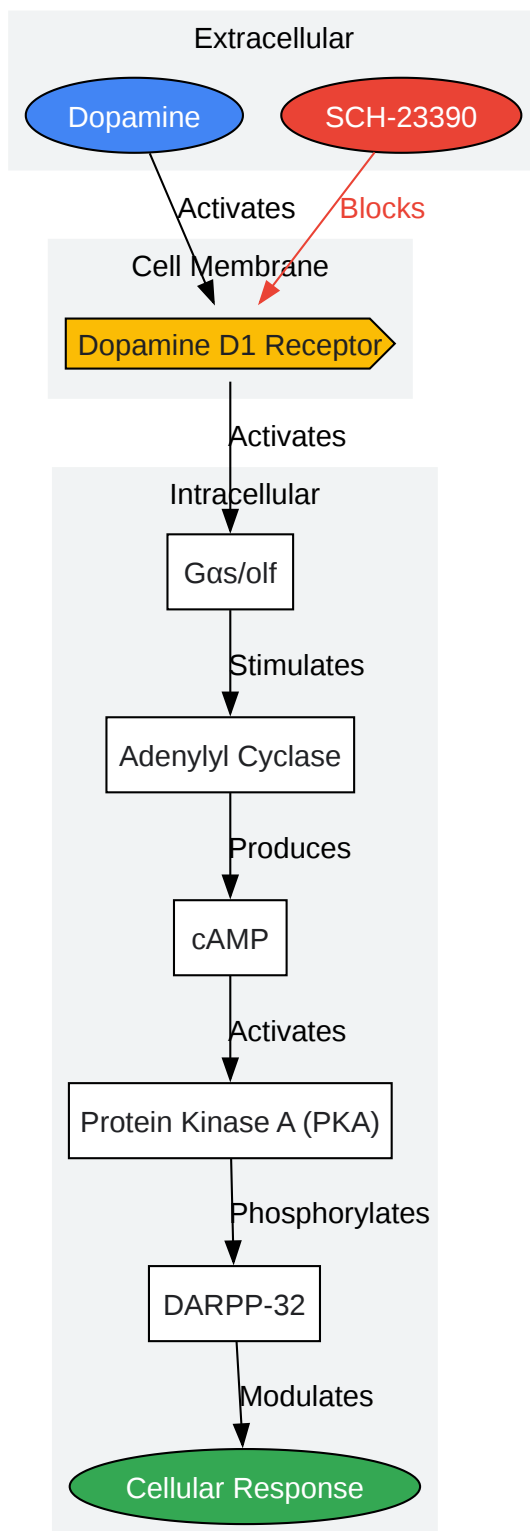 Extracellular
Dopamine
SCH-23390
Activates
Blocks
Cell Membrane
Dopamine D1 Receptor
Activates
Intracellular
Gαs/olf
Stimulates
Adenylyl Cyclase
Produces
cAMP
Activates
Protein Kinase A (PKA)
Phosphorylates
DARPP-32
Modulates
Cellular Response